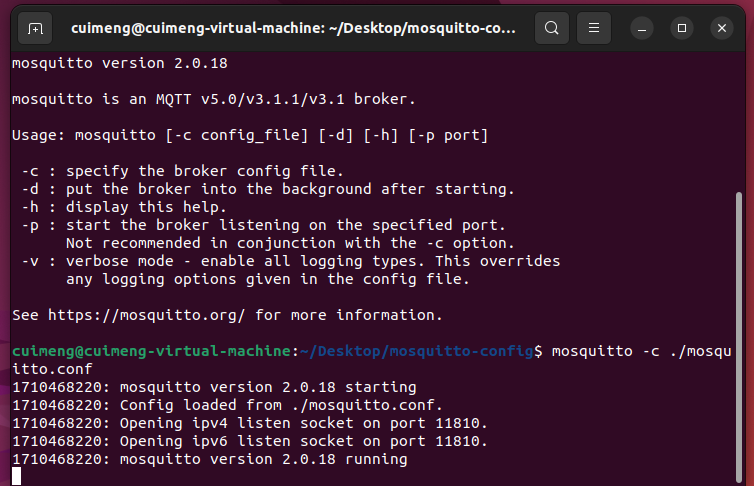 cuimeng@cuimeng-virtual-machine: ~/Desktop/mosquitto-co...
mosquitto version 2.0.18
mosquitto is an MQTT v5.0/v3.1.1/v3.1 broker.
Usage: mosquitto [-c config_file] [-d] [-h] [-p port]
-c : specify the broker config file.
-d : put the broker into the background after starting.
-h : display this help.
-p : start the broker listening on the specified port.
Not recommended in conjunction with the -c option.
-v : verbose mode - enable all logging types. This overrides
any logging options given in the config file.
See https://mosquitto.org/ for more information.
cuimeng@cuimeng-virtual-machine:~/Desktop/mosquitto-config$ mosquitto -c ./mosqu
itto.conf
1710468220: mosquitto version 2.0.18 starting
1710468220: Config loaded from ./mosquitto.conf.
1710468220: Opening ipv4 listen socket on port 11810.
1710468220: Opening ipv6 listen socket on port 11810.
1710468220: mosquitto version 2.0.18 running